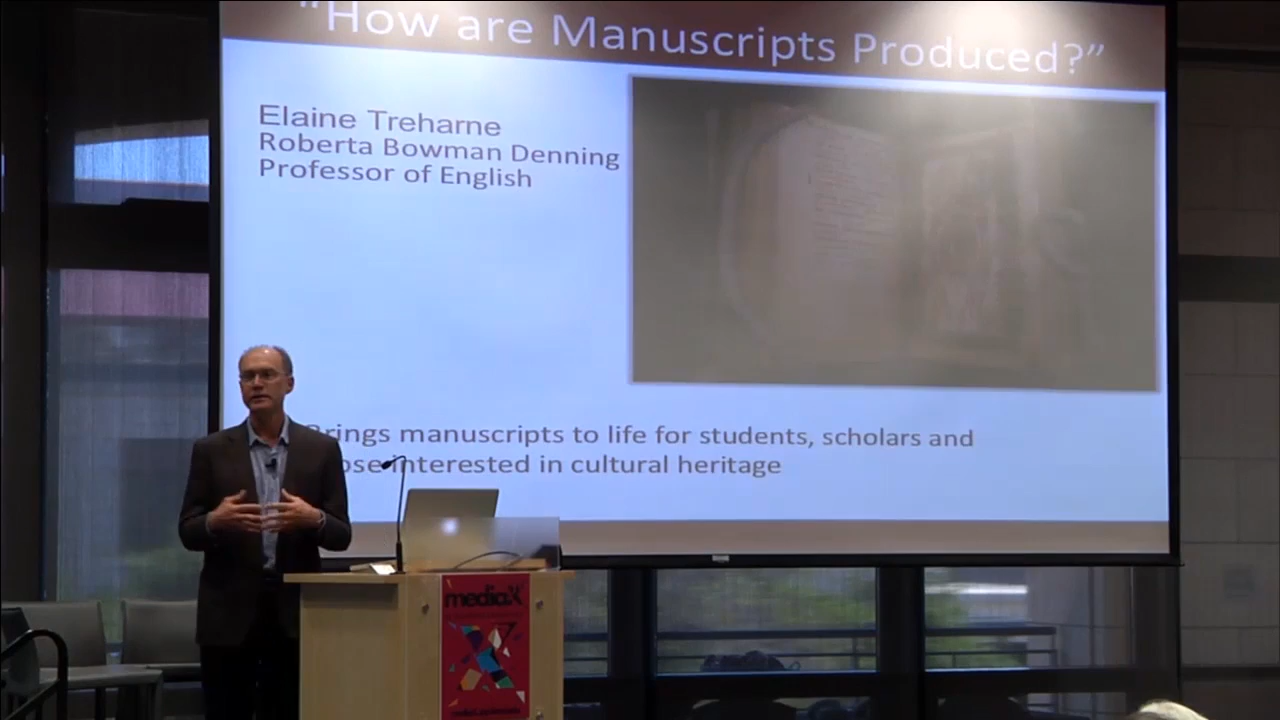 "How are Manuscripts Produced?"
Elaine Treharne
Roberta Bowman Denning
Professor of English
Brings manuscripts to life for students, scholars and
interested in cultural heritage
mediaX